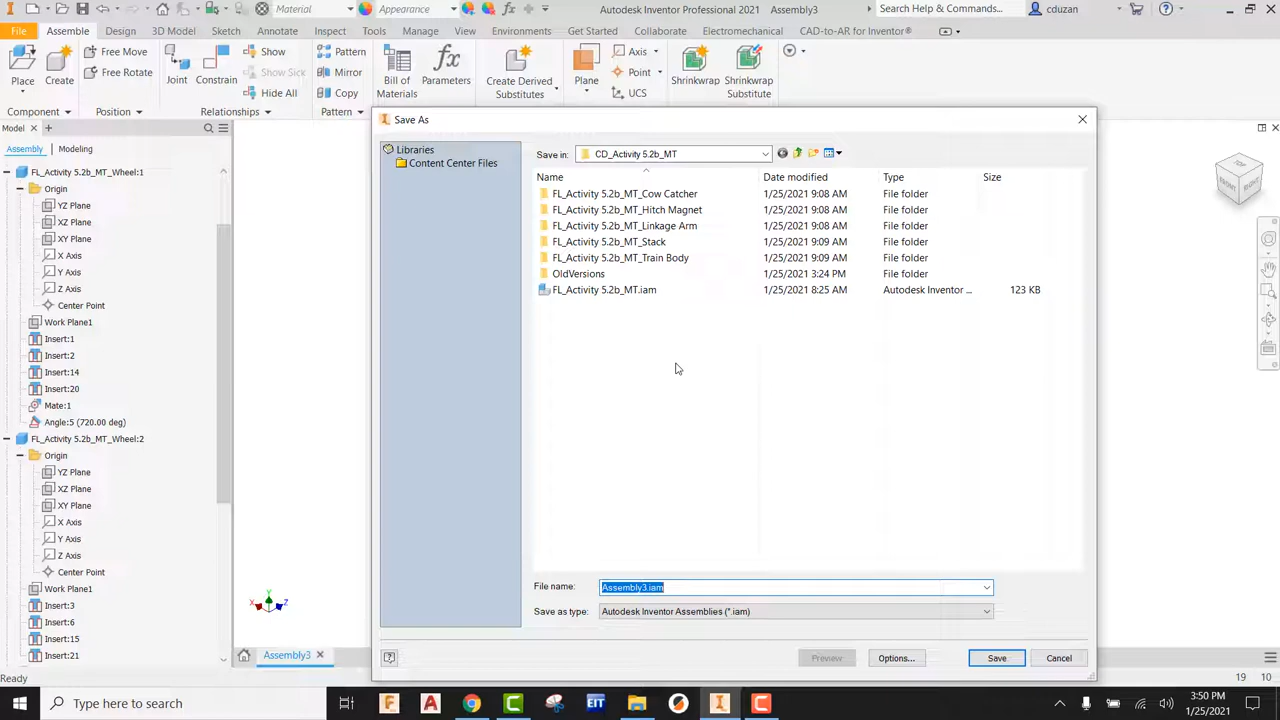 Material
Appearance
Autodesk Inventor Professional 2021 Assembly3
Search Help & Commands...
cduzan
File Assemble Design 3D Model Sketch Annotate Inspect Tools Manage View Environments Get Started Collaborate Electromechanical CAD-to-AR for Inventor®
Place
Create
Free Move
Free Rotate
Joint
Constrain
Show
Show Sick
Hide All
Pattern
Mirror
Copy
Bill of
Materials
Parameters
Create Derived
Substitutes
Plane
Axis
Point
UCS
Shrinkwrap
Shrinkwrap
Substitute
Component
Position
Relationships
Pattern
Model
Assembly Modeling
FL_Activity 5.2b_MT_Wheel:1
Origin
YZ Plane
XZ Plane
XY Plane
X Axis
Y Axis
Z Axis
Center Point
Work Plane1
Insert:1
Insert:2
Insert:14
Insert:20
Mate:1
Angle:5 (720.00 deg)
FL_Activity 5.2b_MT_Wheel:2
Origin
YZ Plane
XZ Plane
XY Plane
X Axis
Y Axis
Z Axis
Center Point
Work Plane1
Insert:3
Insert:6
Insert:15
Insert:21
Save As
Libraries
Content Center Files
Save in: CD_Activity 5.2b_MT
Name Date modified Type Size
FL_Activity 5.2b_MT_Cow Catcher 1/25/2021 9:08 AM File folder
FL_Activity 5.2b_MT_Hitch Magnet 1/25/2021 9:08 AM File folder
FL_Activity 5.2b_MT_Linkage Arm 1/25/2021 9:08 AM File folder
FL_Activity 5.2b_MT_Stack 1/25/2021 9:09 AM File folder
FL_Activity 5.2b_MT_Train Body 1/25/2021 9:09 AM File folder
OldVersions 1/25/2021 3:24 PM File folder
FL_Activity 5.2b_MT.iam 1/25/2021 8:25 AM Autodesk Inventor ... 123 KB
File name: Assembly3.iam
Save as type: Autodesk Inventor Assemblies (*.iam)
Preview
Options...
Save
Cancel
TOP
FRONT
RIGHT
Y
X
Z
Assembly3
Ready
19 10
Type here to search
EIT
3:50 PM
1/25/2021